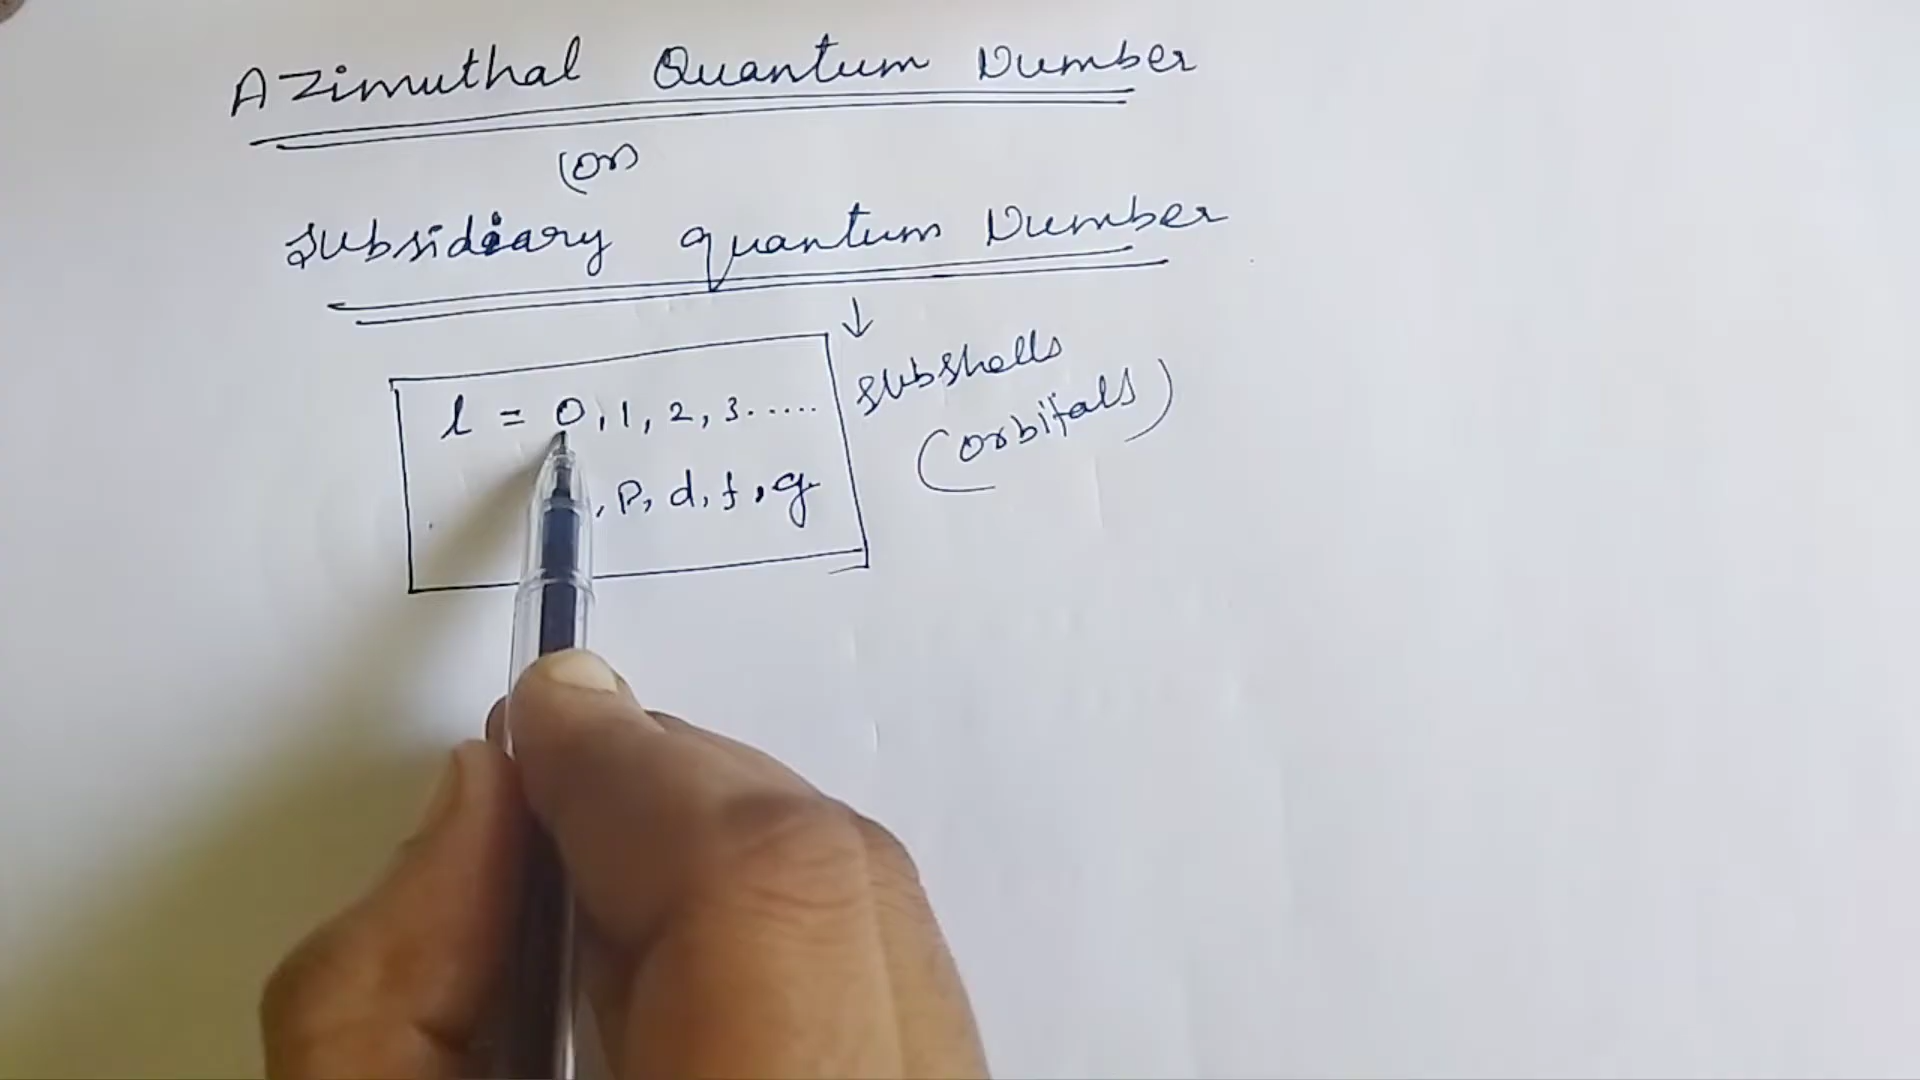 Azimuthal Quantum Number
(or)
subsidiary quantum Number
↓
subshells
(orbitals)
l = 0, 1, 2, 3.....
, p, d, f, g